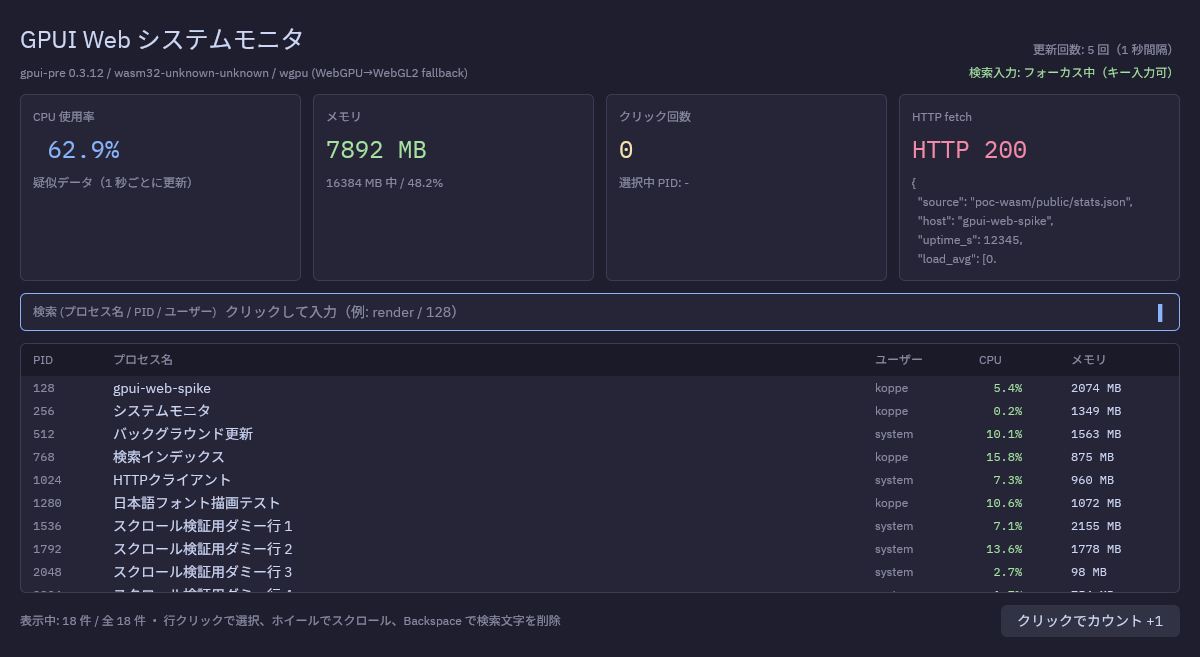 GPUI Web システムモニタ
更新回数: 5 回（1 秒間隔）
gpui-pre 0.3.12 / wasm32-unknown-unknown / wgpu (WebGPU→WebGL2 fallback)
検索入力: フォーカス中（キー入力可）
CPU 使用率
62.9%
疑似データ（1 秒ごとに更新）
メモリ
7892 MB
16384 MB 中 / 48.2%
クリック回数
0
選択中 PID: -
HTTP fetch
HTTP 200
{
"source": "poc-wasm/public/stats.json",
"host": "gpui-web-spike",
"uptime_s": 12345,
"load_avg": [0.
検索 (プロセス名 / PID / ユーザー) クリックして入力（例: render / 128）
PID プロセス名 ユーザー CPU メモリ
128 gpui-web-spike koppe 5.4% 2074 MB
256 システムモニタ koppe 0.2% 1349 MB
512 バックグラウンド更新 system 10.1% 1563 MB
768 検索インデックス koppe 15.8% 875 MB
1024 HTTPクライアント system 7.3% 960 MB
1280 日本語フォント描画テスト koppe 10.6% 1072 MB
1536 スクロール検証用ダミー行 1 system 7.1% 2155 MB
1792 スクロール検証用ダミー行 2 system 13.6% 1778 MB
2048 スクロール検証用ダミー行 3 system 2.7% 98 MB
スクロール検証用ダミー行
表示中: 18 件 / 全 18 件 ・ 行クリックで選択、ホイールでスクロール、Backspace で検索文字を削除
クリックでカウント +1